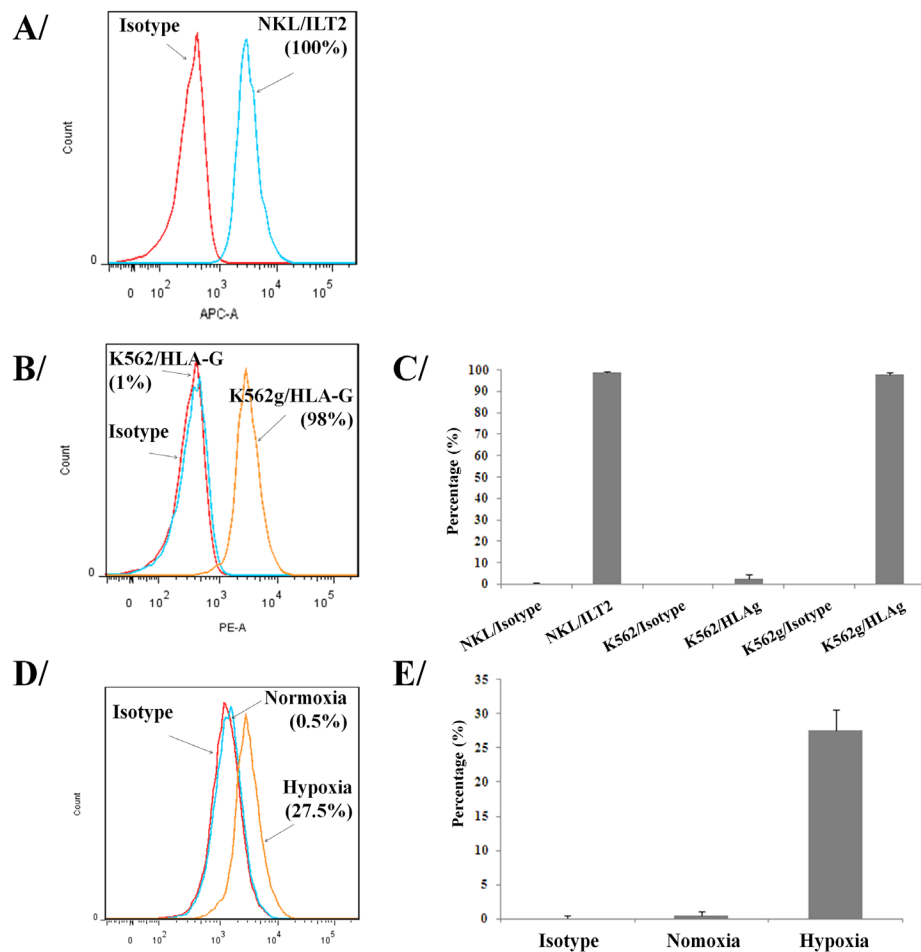 A/
Isotype
NKL/ILT2
(100%)
Count
0
0 10² 10³ 10⁴ 10⁵
APC-A
B/
K562/HLA-G
(1%)
K562g/HLA-G
(98%)
Isotype
Count
0
0 10² 10³ 10⁴ 10⁵
PE-A
C/
Percentage (%)
100
90
80
70
60
50
40
30
20
10
0
NKL/Isotype
NKL/ILT2
K562/Isotype
K562/HLAg
K562g/Isotype
K562g/HLAg
D/
Isotype
Normoxia
(0.5%)
Hypoxia
(27.5%)
Count
0
0 10² 10³ 10⁴ 10⁵
E/
Percentage (%)
35
30
25
20
15
10
5
0
Isotype
Nomoxia
Hypoxia